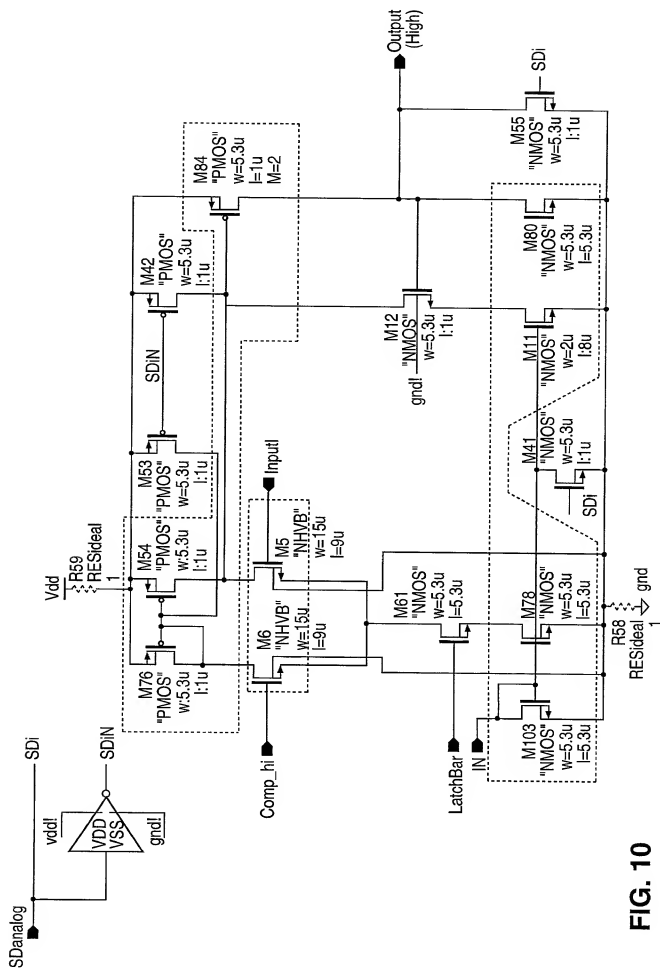 SDanalog
SDi
vdd!
VDD
VSS
gnd!
SDiN
Vdd
R59
RESideal
1
M76
"PMOS"
w:5.3u
l:1u
M54
"PMOS"
w:5.3u
l:1u
M53
"PMOS"
w=5.3u
l:1u
SDiN
M42
"PMOS"
w=5.3u
l:1u
M84
"PMOS"
w=5.3u
l=1u
M=2
Comp_hi
M6
"NHVB"
w=15u
l=9u
M5
"NHVB"
w=15u
l=9u
InputI
Output
(High)
M12
"NMOS"
w=5.3u
l:1u
gnd!
LatchBar
M61
"NMOS"
w=5.3u
l=5.3u
IN
M103
"NMOS"
w=5.3u
l=5.3u
M78
"NMOS"
w=5.3u
l=5.3u
M41
"NMOS"
w=5.3u
l:1u
SDi
M11
"NMOS"
w=2u
l:8u
M80
"NMOS"
w=5.3u
l=5.3u
M55
"NMOS"
w=5.3u
l:1u
SDi
R58
RESideal
1
gnd
FIG. 10